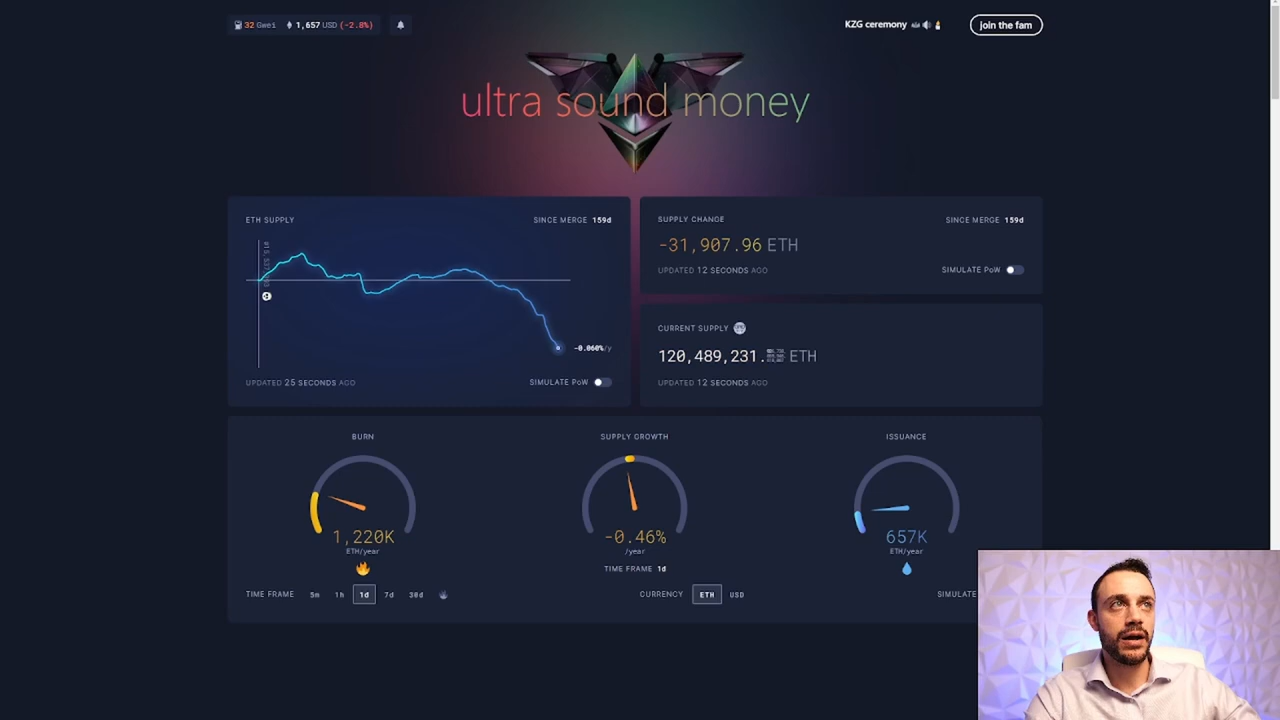 32 Gwei 1,657 USD (-2.8%)
KZG ceremony
join the fam
ultra sound money
ETH SUPPLY
SINCE MERGE 159d
-0.060%/y
UPDATED 25 SECONDS AGO
SIMULATE PoW
SUPPLY CHANGE
SINCE MERGE 159d
-31,907.96 ETH
UPDATED 12 SECONDS AGO
SIMULATE PoW
CURRENT SUPPLY
120,489,231. ETH
UPDATED 12 SECONDS AGO
BURN
1,220K
ETH/year
SUPPLY GROWTH
-0.46%
/year
ISSUANCE
657K
ETH/year
TIME FRAME 5m 1h 1d 7d 30d
TIME FRAME 1d
CURRENCY ETH USD
SIMULATE